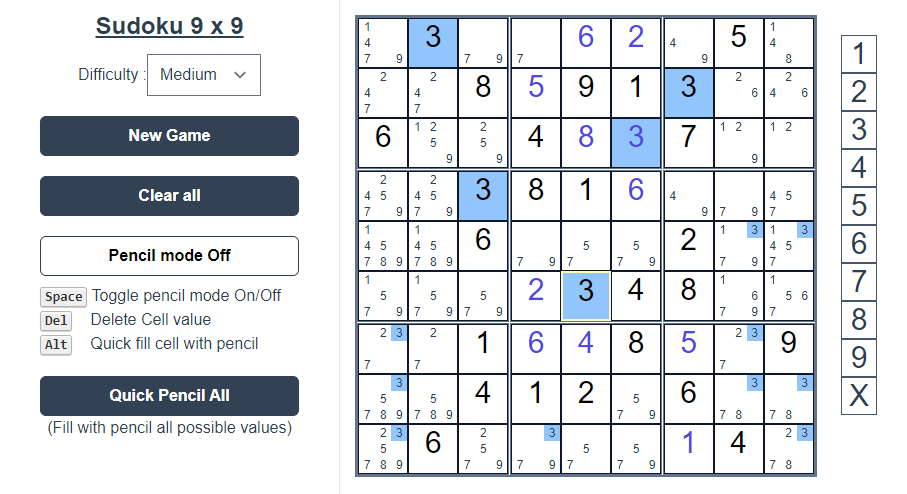 Sudoku 9 x 9
Difficulty :
Medium
New Game
Clear all
Pencil mode Off
Space Toggle pencil mode On/Off
Del Delete Cell value
Alt Quick fill cell with pencil
Quick Pencil All
(Fill with pencil all possible values)
1 4 7 9 3 7 9 7 6 2 4 9 5 1 4 8
2 4 7 2 4 7 8 5 9 1 3 2 6 2 4 6
6 1 2 5 9 2 5 9 4 8 3 7 1 2 9 1 2
2 4 5 7 9 2 4 5 7 9 3 8 1 6 4 9 7 9 4 5 7
1 4 5 7 8 9 1 4 5 7 8 9 6 7 9 5 7 5 7 9 2 1 3 7 9 1 3 4 5 7
1 5 7 9 1 5 7 9 5 7 9 2 3 4 8 1 6 7 9 1 5 6 7
2 3 7 2 7 1 6 4 8 5 2 3 7 9
3 5 7 8 9 5 7 8 9 4 1 2 5 7 9 6 3 7 8 3 7 8
2 3 5 7 8 9 6 2 5 7 9 3 7 9 5 7 5 7 9 1 4 2 3 7 8
1
2
3
4
5
6
7
8
9
X